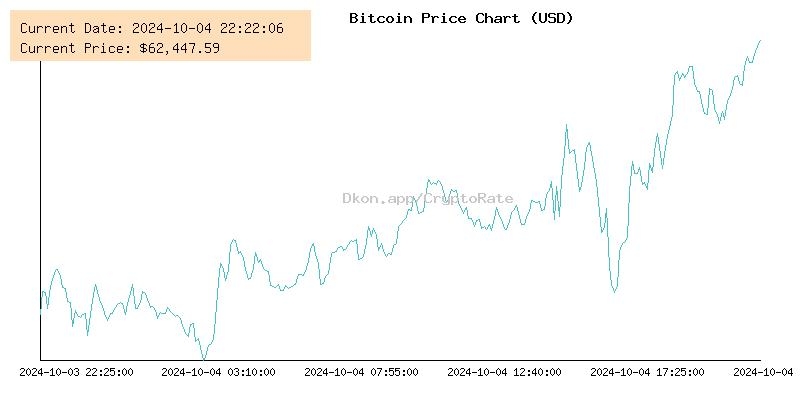 Bitcoin Price Chart (USD)
Current Date: 2024-10-04 22:22:06
Current Price: $62,447.59
Dkon.app/CryptoRate
2024-10-03 22:25:00 2024-10-04 03:10:00 2024-10-04 07:55:00 2024-10-04 12:40:00 2024-10-04 17:25:00 2024-10-04